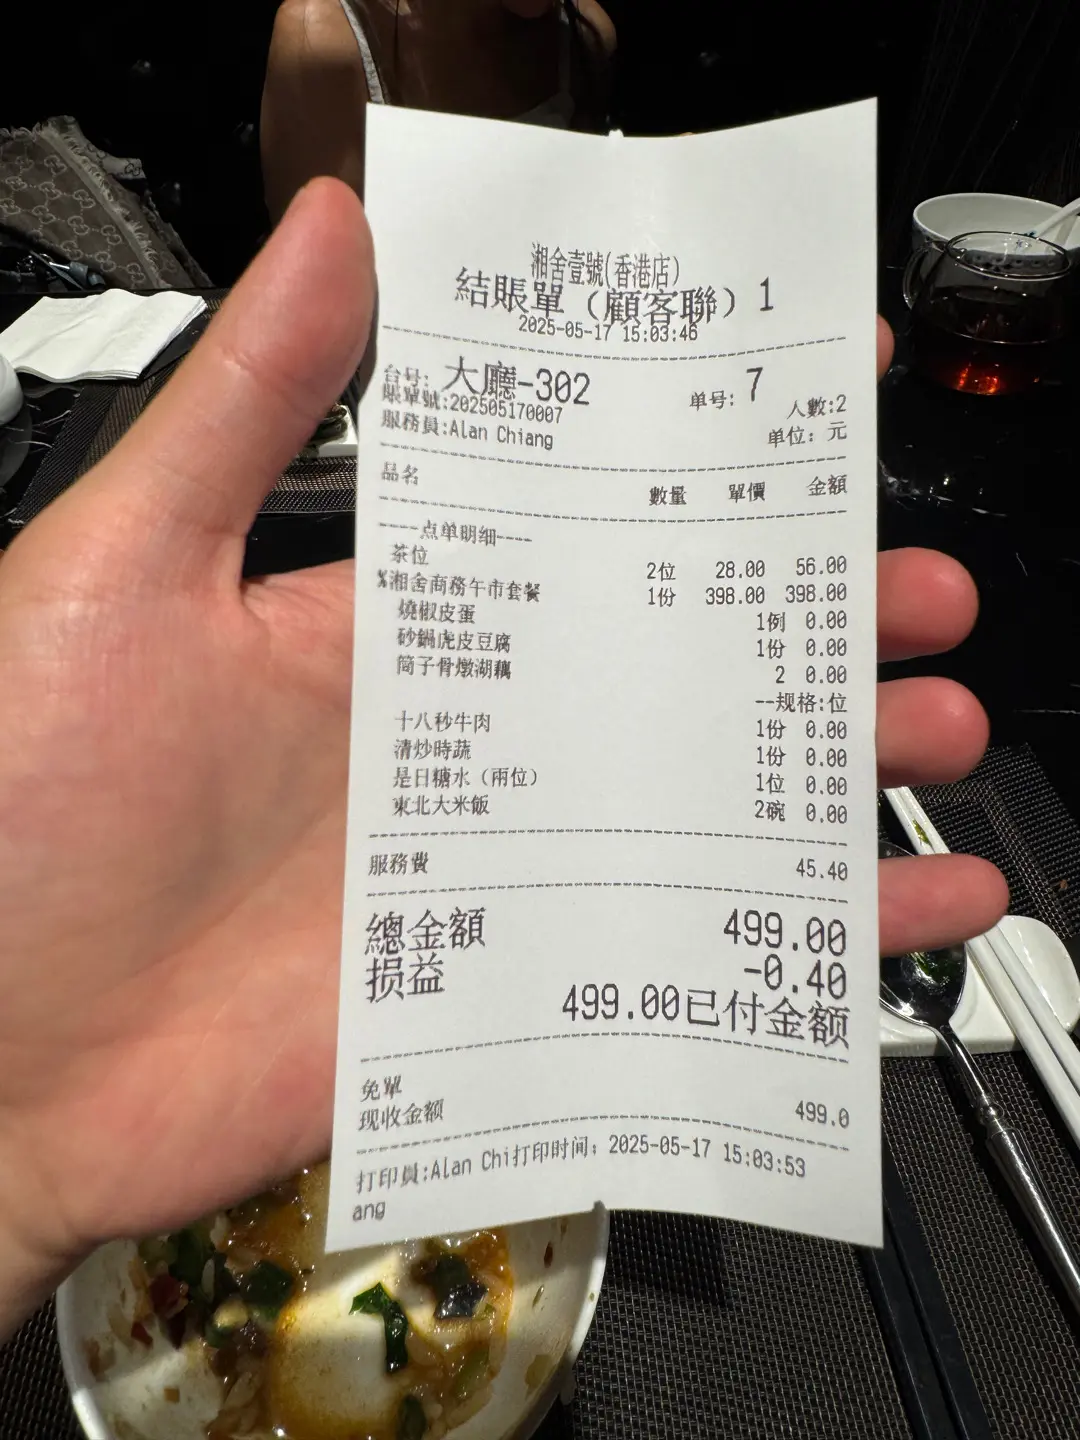 湘舍壹號(香港店)
結賬單（顧客聯）1
2025-05-17 15:03:46
台号: 大廳-302 单号: 7
賬單號:202505170007 人數:2
服務員:Alan Chiang 单位: 元
品名 數量 單價 金額
----点单明细----
茶位 2位 28.00 56.00
%湘舍商務午市套餐 1份 398.00 398.00
燒椒皮蛋 1例 0.00
砂鍋虎皮豆腐 1份 0.00
筒子骨燉湖藕 2 0.00
--规格:位
十八秒牛肉 1份 0.00
清炒時蔬 1份 0.00
是日糖水（兩位） 1位 0.00
東北大米飯 2碗 0.00
服務費 45.40
總金額 499.00
损益 -0.40
499.00已付金额
免單
现收金额 499.0
打印員:Alan Chi打印时间: 2025-05-17 15:03:53
ang